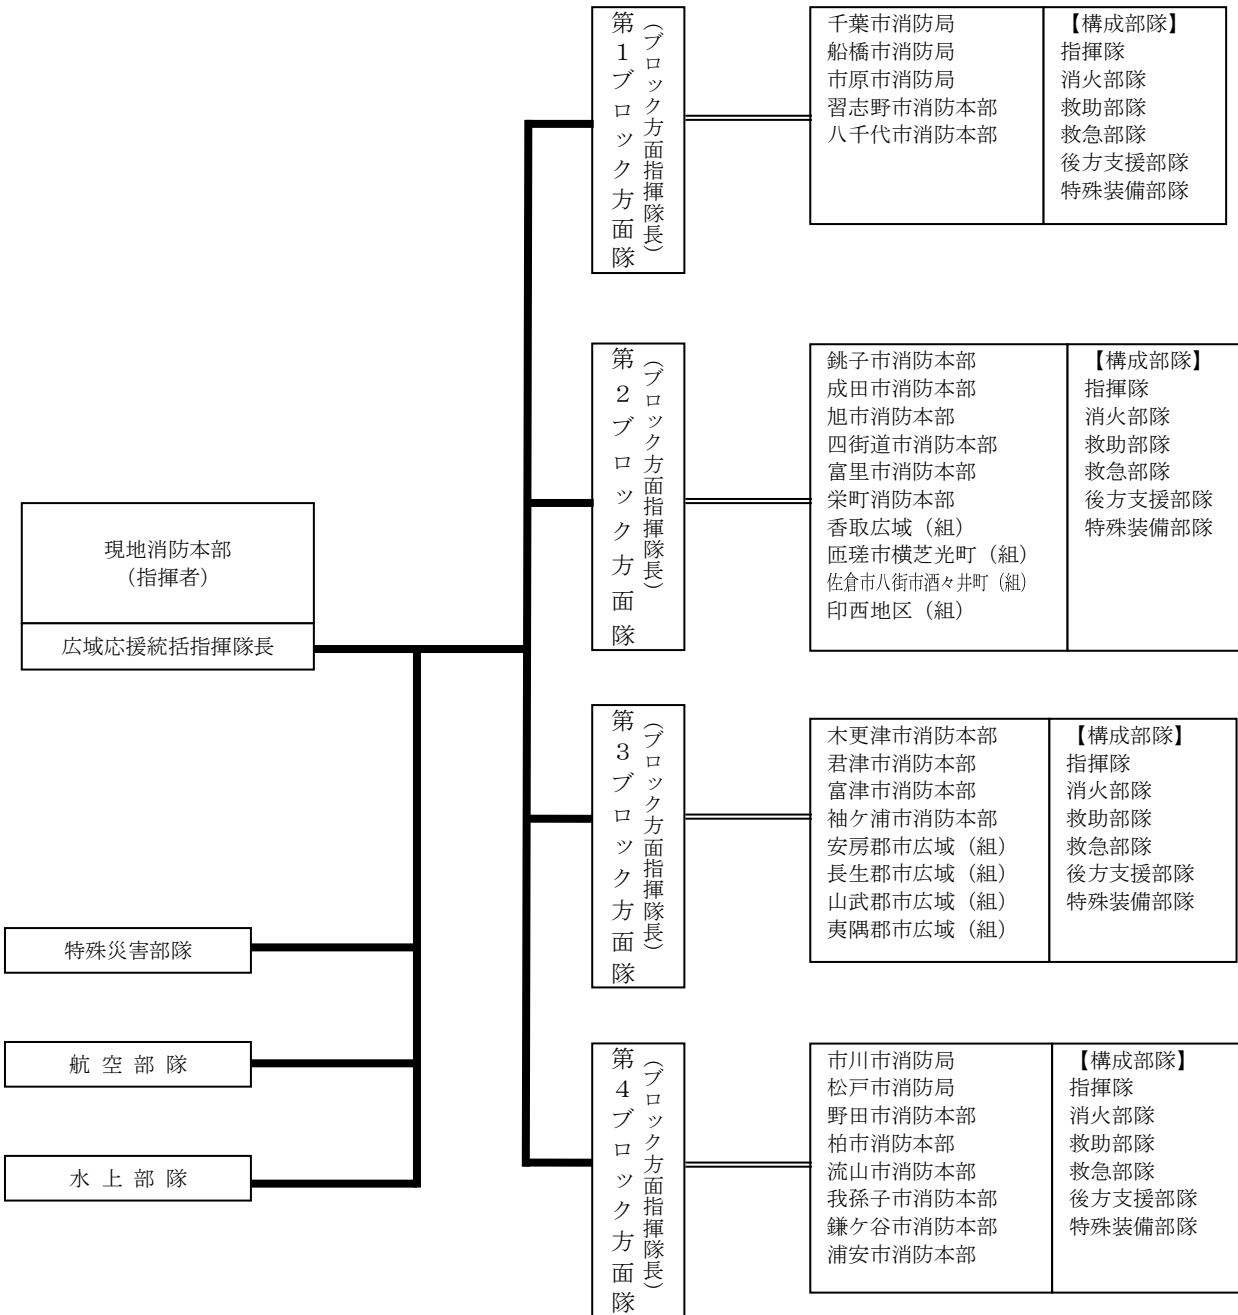 第1ブロック方面隊
（ブロック方面指揮隊長）
千葉市消防局
船橋市消防局
市原市消防局
習志野市消防本部
八千代市消防本部
【構成部隊】
指揮隊
消火部隊
救助部隊
救急部隊
後方支援部隊
特殊装備部隊
第2ブロック方面隊
（ブロック方面指揮隊長）
銚子市消防本部
成田市消防本部
旭市消防本部
四街道市消防本部
富里市消防本部
栄町消防本部
香取広域（組）
匝瑳市横芝光町（組）
佐倉市八街市酒々井町（組）
印西地区（組）
【構成部隊】
指揮隊
消火部隊
救助部隊
救急部隊
後方支援部隊
特殊装備部隊
現地消防本部
（指揮者）
広域応援統括指揮隊長
第3ブロック方面隊
（ブロック方面指揮隊長）
木更津市消防本部
君津市消防本部
富津市消防本部
袖ケ浦市消防本部
安房郡市広域（組）
長生郡市広域（組）
山武郡市広域（組）
夷隅郡市広域（組）
【構成部隊】
指揮隊
消火部隊
救助部隊
救急部隊
後方支援部隊
特殊装備部隊
特殊災害部隊
航空部隊
水上部隊
第4ブロック方面隊
（ブロック方面指揮隊長）
市川市消防局
松戸市消防局
野田市消防本部
柏市消防本部
流山市消防本部
我孫子市消防本部
鎌ケ谷市消防本部
浦安市消防本部
【構成部隊】
指揮隊
消火部隊
救助部隊
救急部隊
後方支援部隊
特殊装備部隊